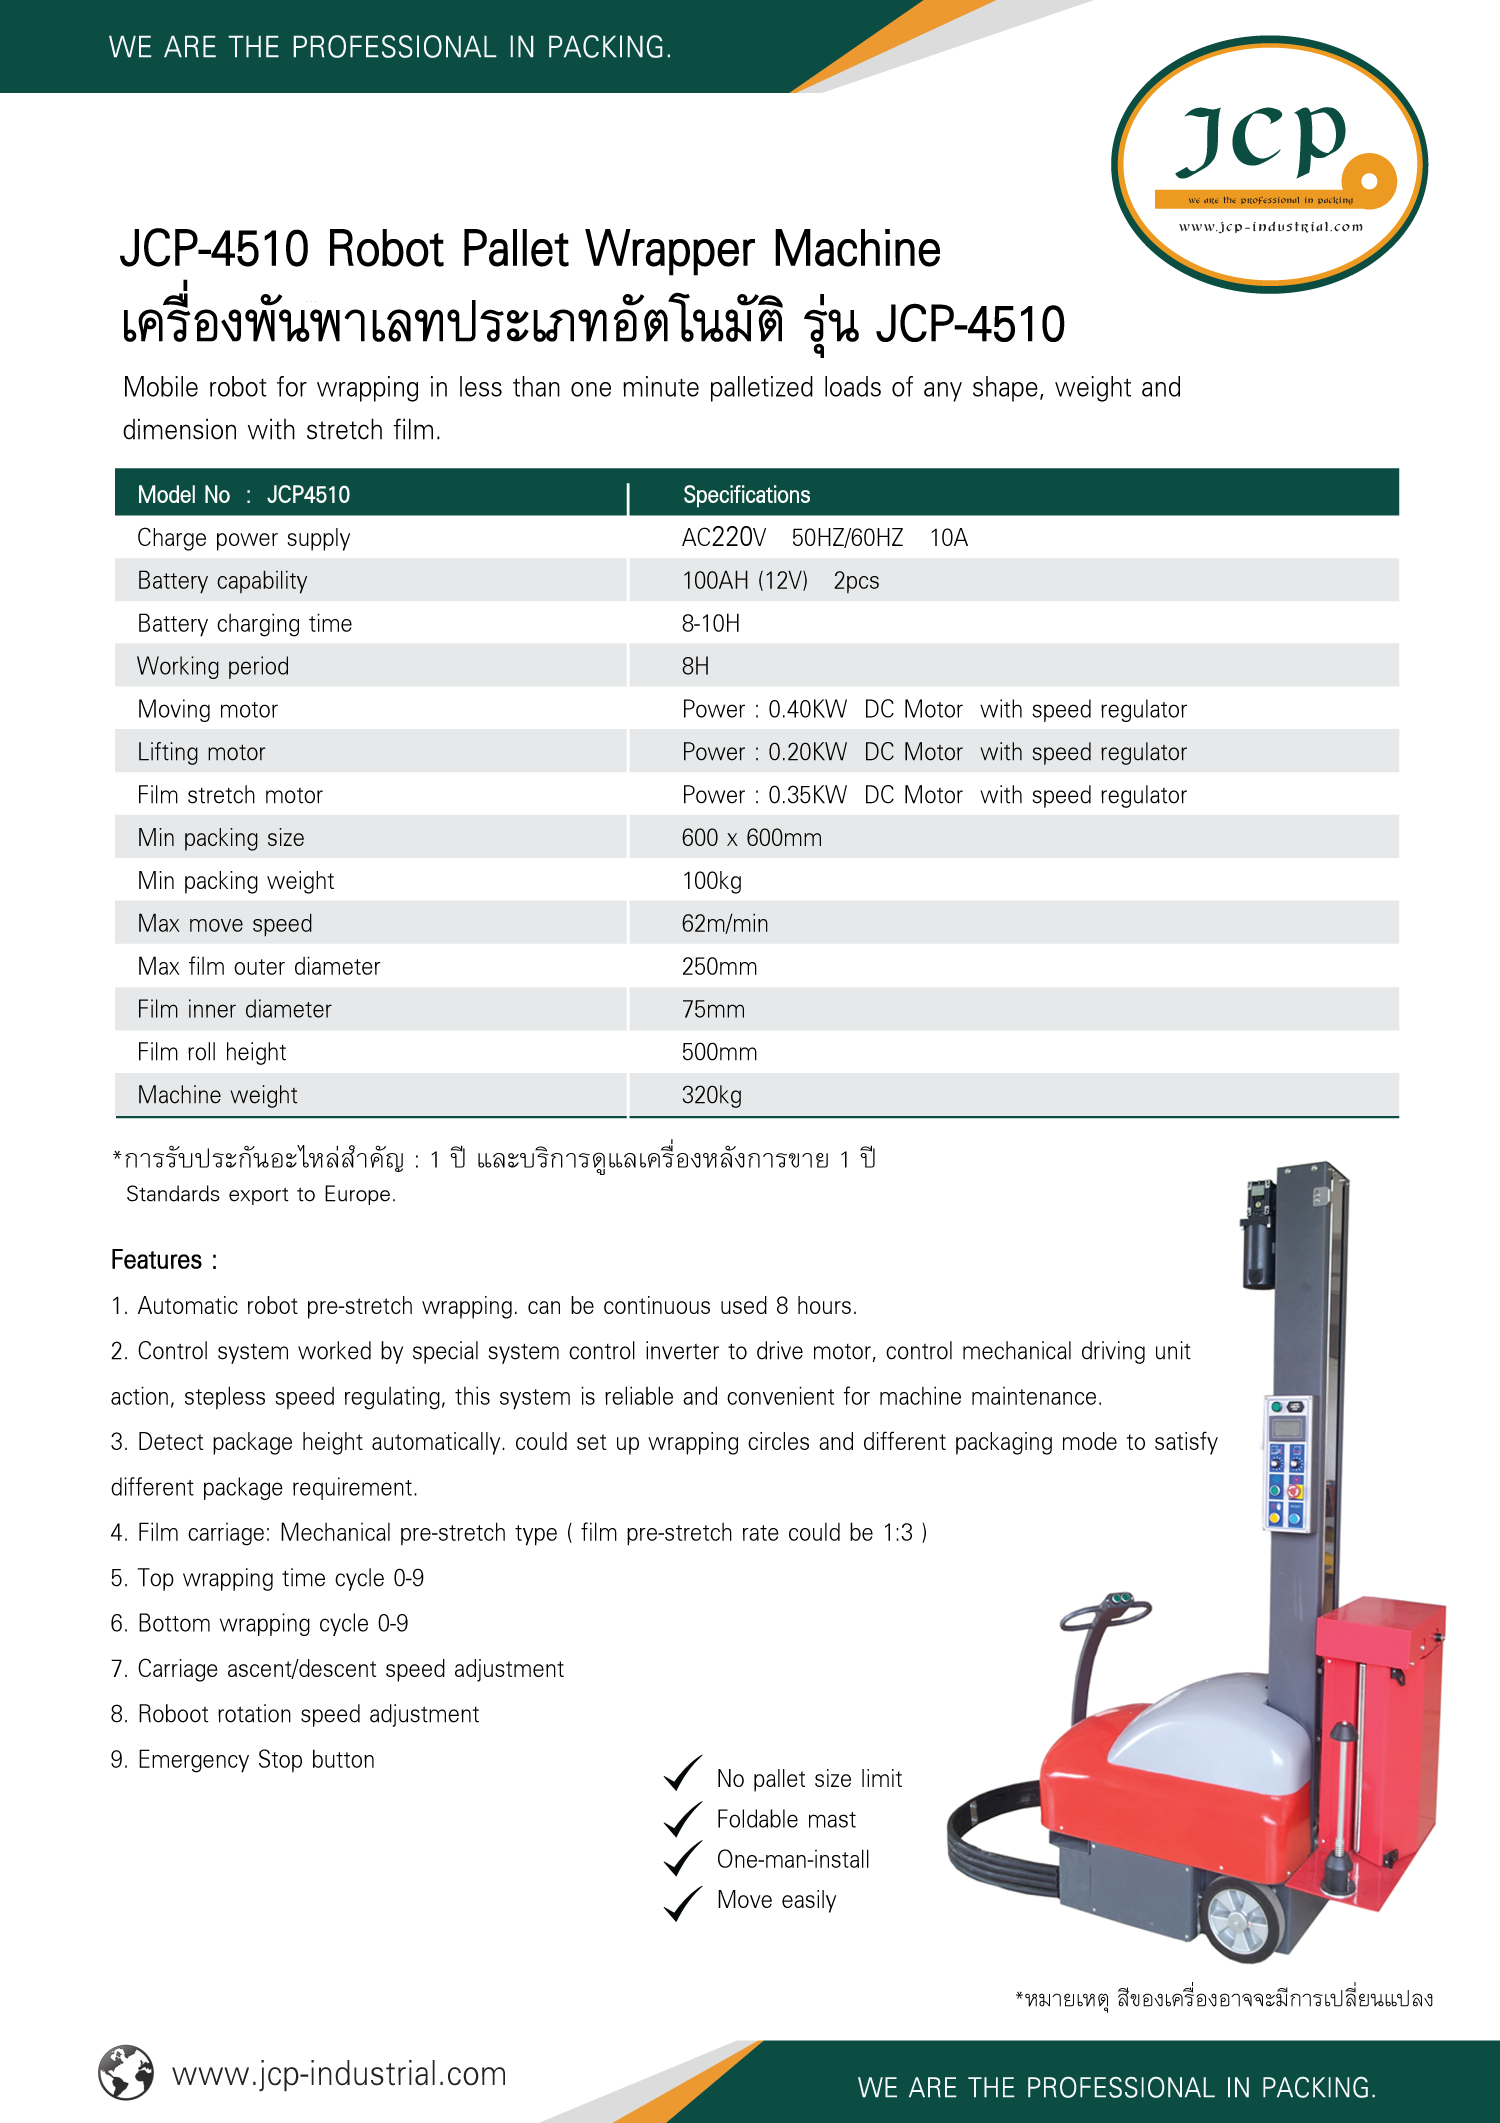 WE ARE THE PROFESSIONAL IN PACKING.
JCP
we are the professional in packing
www.jcp-industrial.com
JCP-4510 Robot Pallet Wrapper Machine
เครื่องพันพาเลทประเภทอัตโนมัติ รุ่น JCP-4510
Mobile robot for wrapping in less than one minute palletized loads of any shape, weight and
dimension with stretch film.
Model No : JCP4510 Specifications
Charge power supply AC220V 50HZ/60HZ 10A
Battery capability 100AH (12V) 2pcs
Battery charging time 8-10H
Working period 8H
Moving motor Power : 0.40KW DC Motor with speed regulator
Lifting motor Power : 0.20KW DC Motor with speed regulator
Film stretch motor Power : 0.35KW DC Motor with speed regulator
Min packing size 600 x 600mm
Min packing weight 100kg
Max move speed 62m/min
Max film outer diameter 250mm
Film inner diameter 75mm
Film roll height 500mm
Machine weight 320kg
*การรับประกันอะไหล่สำคัญ : 1 ปี และบริการดูแลเครื่องหลังการขาย 1 ปี
Standards export to Europe.
Features :
1. Automatic robot pre-stretch wrapping. can be continuous used 8 hours.
2. Control system worked by special system control inverter to drive motor, control mechanical driving unit
action, stepless speed regulating, this system is reliable and convenient for machine maintenance.
3. Detect package height automatically. could set up wrapping circles and different packaging mode to satisfy
different package requirement.
4. Film carriage: Mechanical pre-stretch type ( film pre-stretch rate could be 1:3 )
5. Top wrapping time cycle 0-9
6. Bottom wrapping cycle 0-9
7. Carriage ascent/descent speed adjustment
8. Roboot rotation speed adjustment
9. Emergency Stop button
No pallet size limit
Foldable mast
One-man-install
Move easily
*หมายเหตุ สีของเครื่องอาจจะมีการเปลี่ยนแปลง
www.jcp-industrial.com
WE ARE THE PROFESSIONAL IN PACKING.